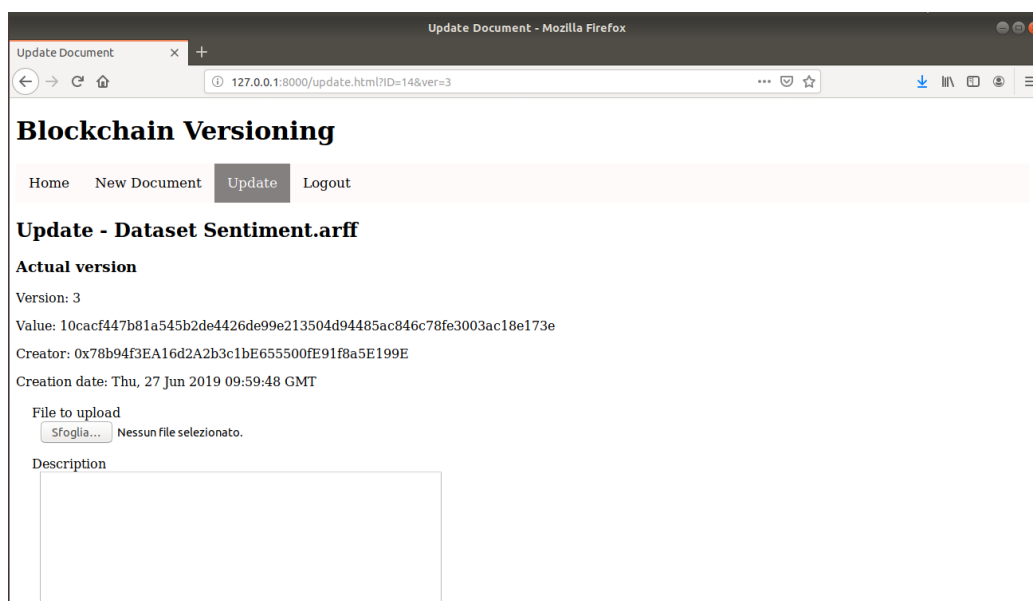 Update Document - Mozilla Firefox
Update Document
127.0.0.1:8000/update.html?ID=14&ver=3
Blockchain Versioning
Home New Document Update Logout
Update - Dataset Sentiment.arff
Actual version
Version: 3
Value: 10cacf447b81a545b2de4426de99e213504d94485ac846c78fe3003ac18e173e
Creator: 0x78b94f3EA16d2A2b3c1bE655500fE91f8a5E199E
Creation date: Thu, 27 Jun 2019 09:59:48 GMT
File to upload
Sfoglia... Nessun file selezionato.
Description